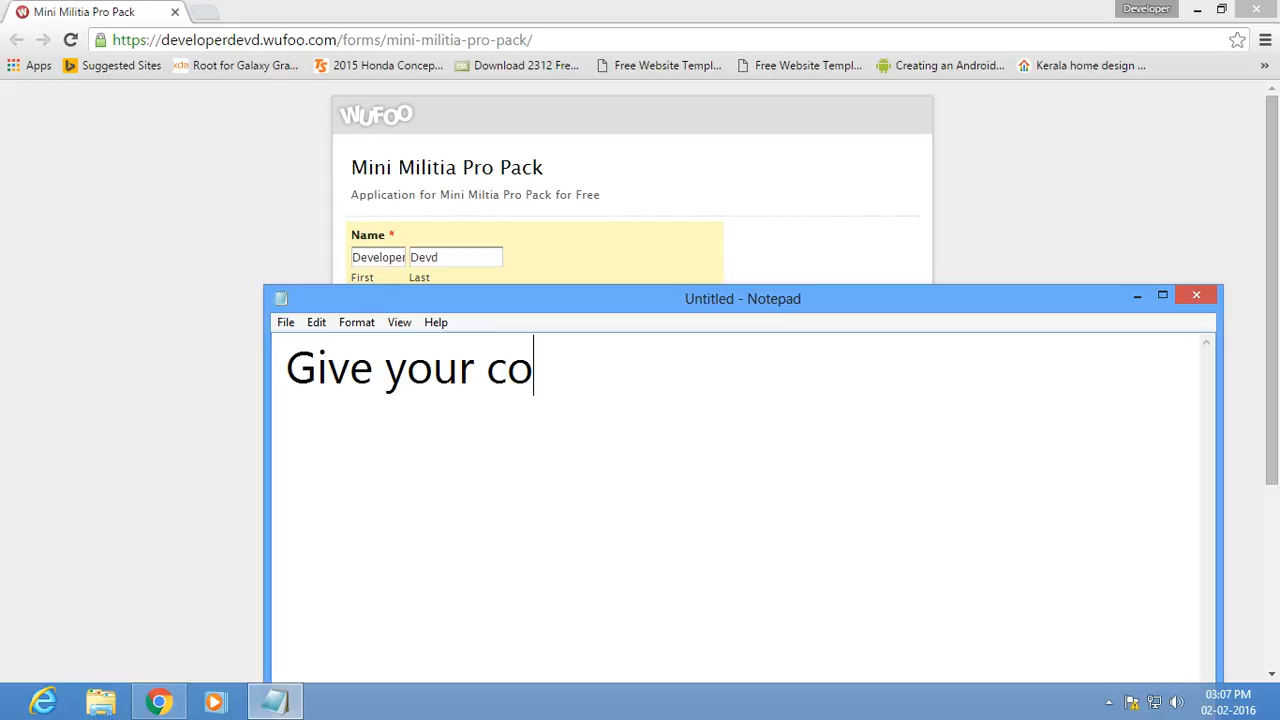 Mini Militia Pro Pack
Developer
https://developerdevd.wufoo.com/forms/mini-militia-pro-pack/
Apps
Suggested Sites
xda Root for Galaxy Gra...
TS 2015 Honda Concep...
Download 2312 Fre...
Free Website Templ...
Free Website Templ...
Creating an Android...
Kerala home design ...
»
WUFOO
Mini Militia Pro Pack
Application for Mini Miltia Pro Pack for Free
Name *
Developer Devd
First Last
Untitled - Notepad
File Edit Format View Help
Give your co
03:07 PM
02-02-2016